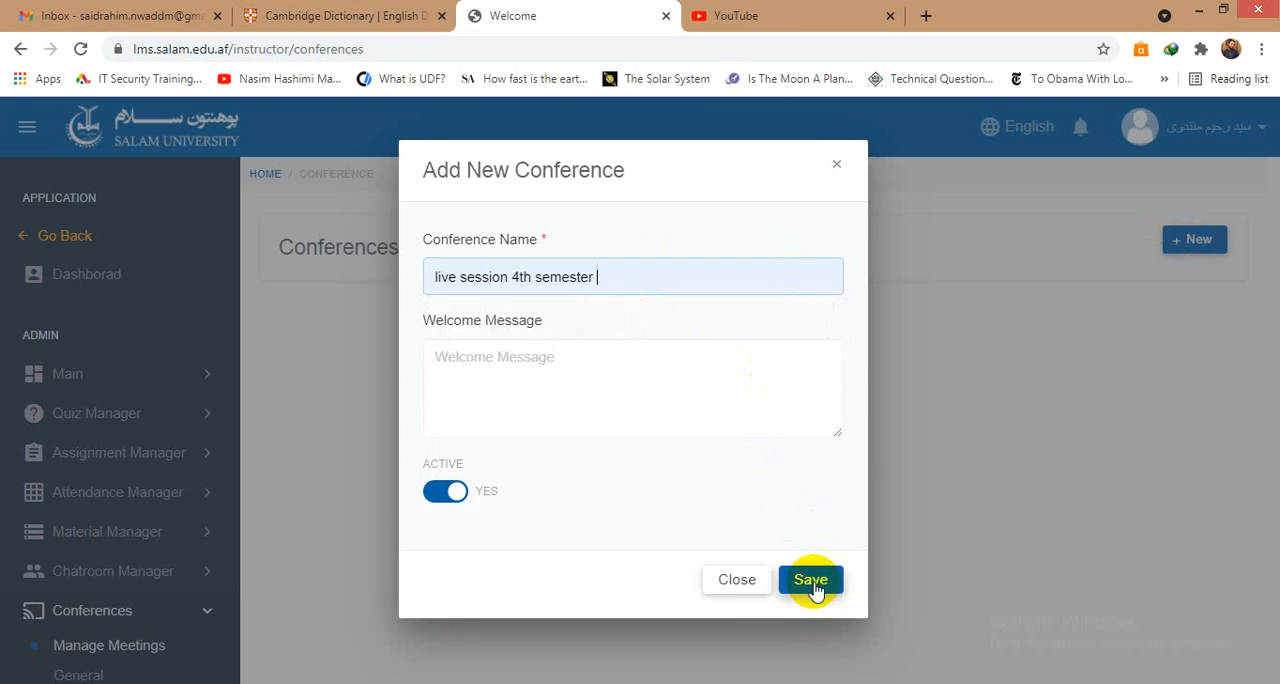 Inbox - saidrahim.nwaddm@gm
Cambridge Dictionary | English D
Welcome
YouTube
lms.salam.edu.af/instructor/conferences
Apps
IT Security Training...
Nasim Hashimi Ma...
What is UDF?
How fast is the eart...
The Solar System
Is The Moon A Plan...
Technical Question...
To Obama With Lo...
»
Reading list
پوهنتون سلام
SALAM UNIVERSITY
English
APPLICATION
Go Back
Dashborad
ADMIN
Main
Quiz Manager
Assignment Manager
Attendance Manager
Material Manager
Chatroom Manager
Conferences
Manage Meetings
General
HOME / CONFERENCE
Conferences
+ New
Add New Conference
×
Conference Name *
live session 4th semester
Welcome Message
Welcome Message
ACTIVE
YES
Close
Save